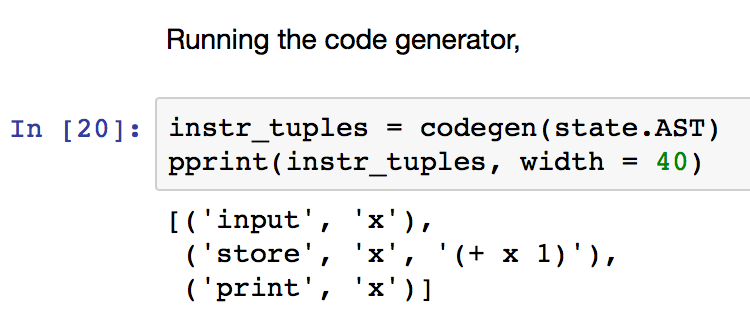 Running the code generator,
In [20]: instr_tuples = codegen(state.AST)
pprint(instr_tuples, width = 40)
[('input', 'x'),
 ('store', 'x', '(+ x 1)'),
 ('print', 'x')]